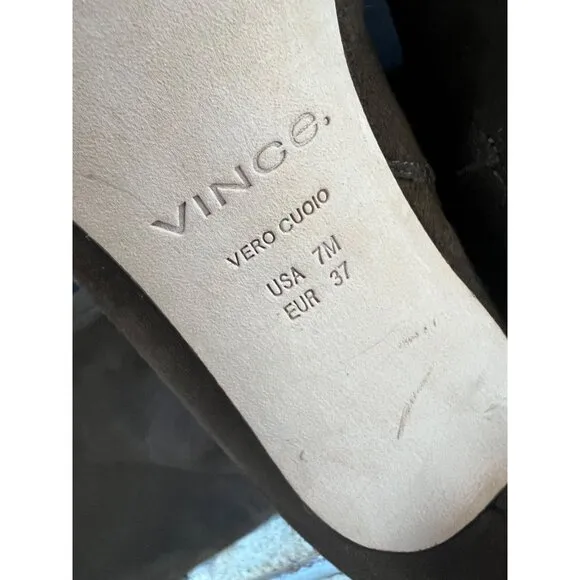 VINCe.
VERO CUOIO
USA 7M
EUR 37